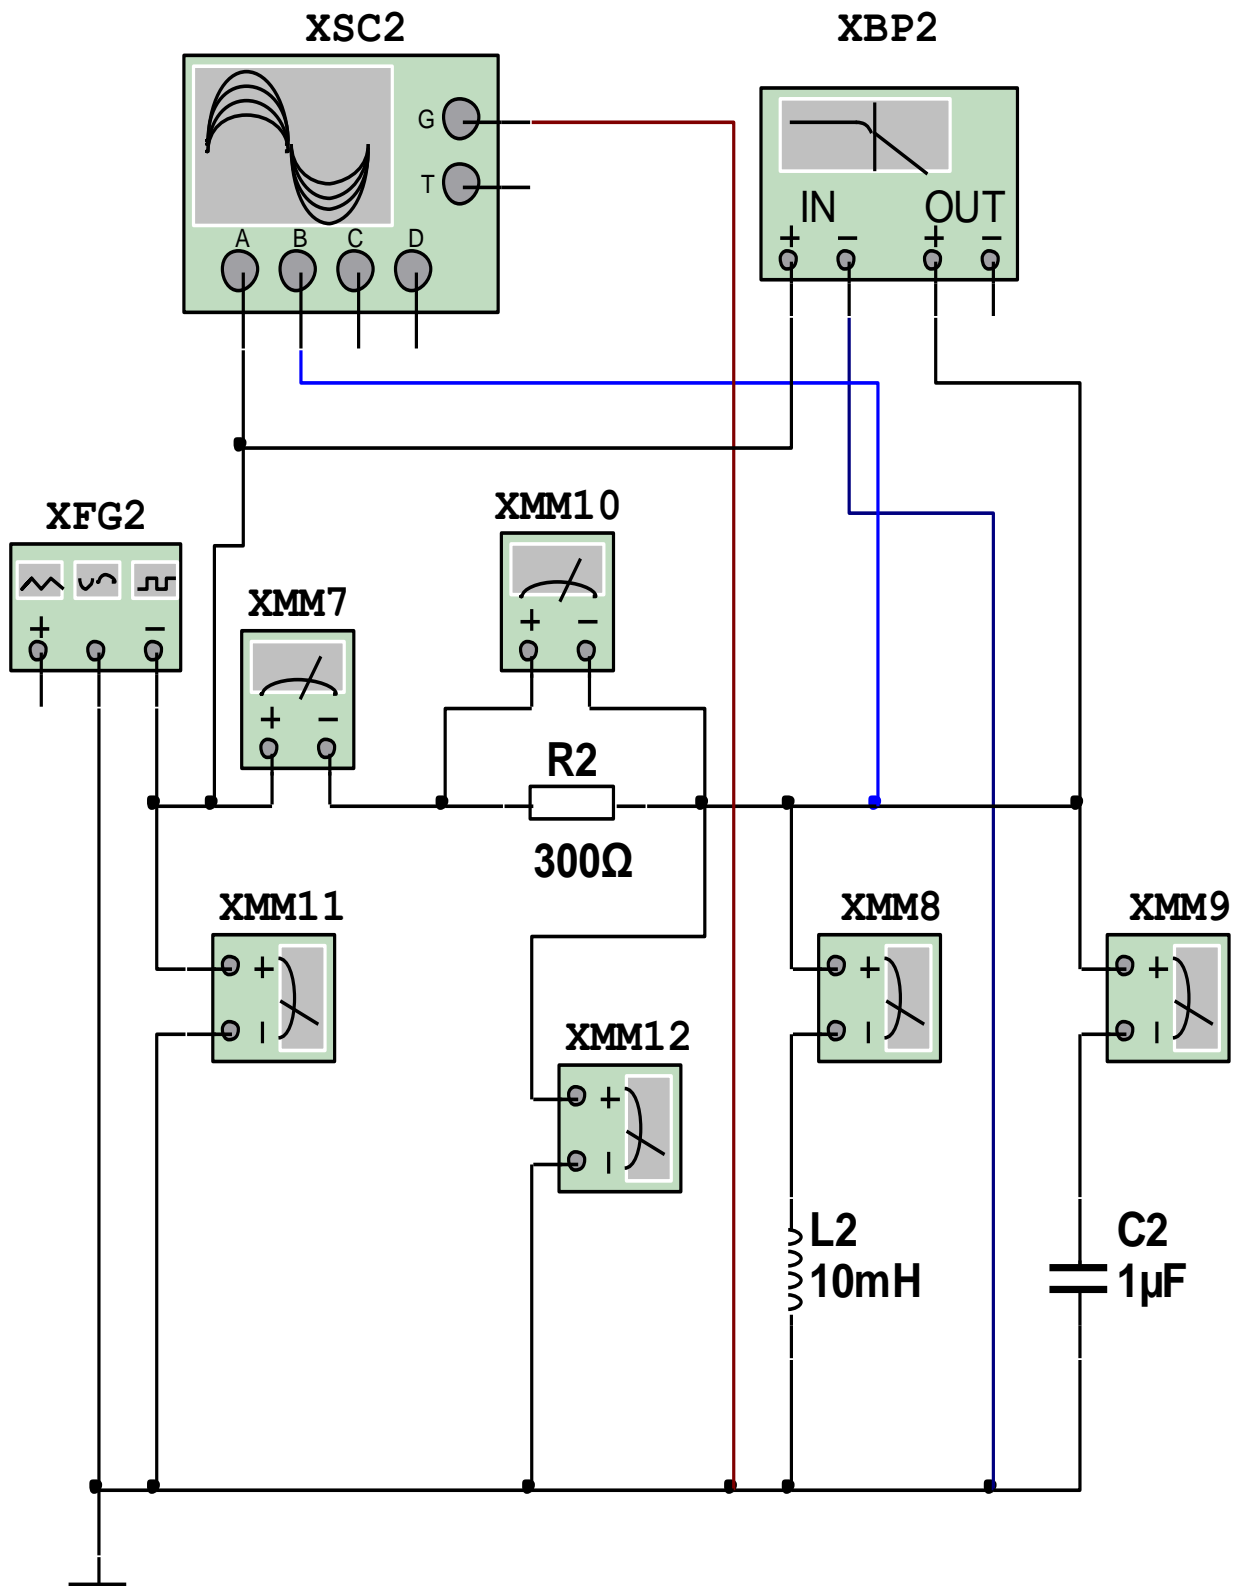 XSC2
XBP2
G
T
A B C D
IN OUT
+ − + −
XFG2
+ −
XMM10
+ −
XMM7
+ −
R2
300Ω
XMM11
+ −
XMM12
+ −
XMM8
+ −
XMM9
+ −
L2
10mH
C2
1µF